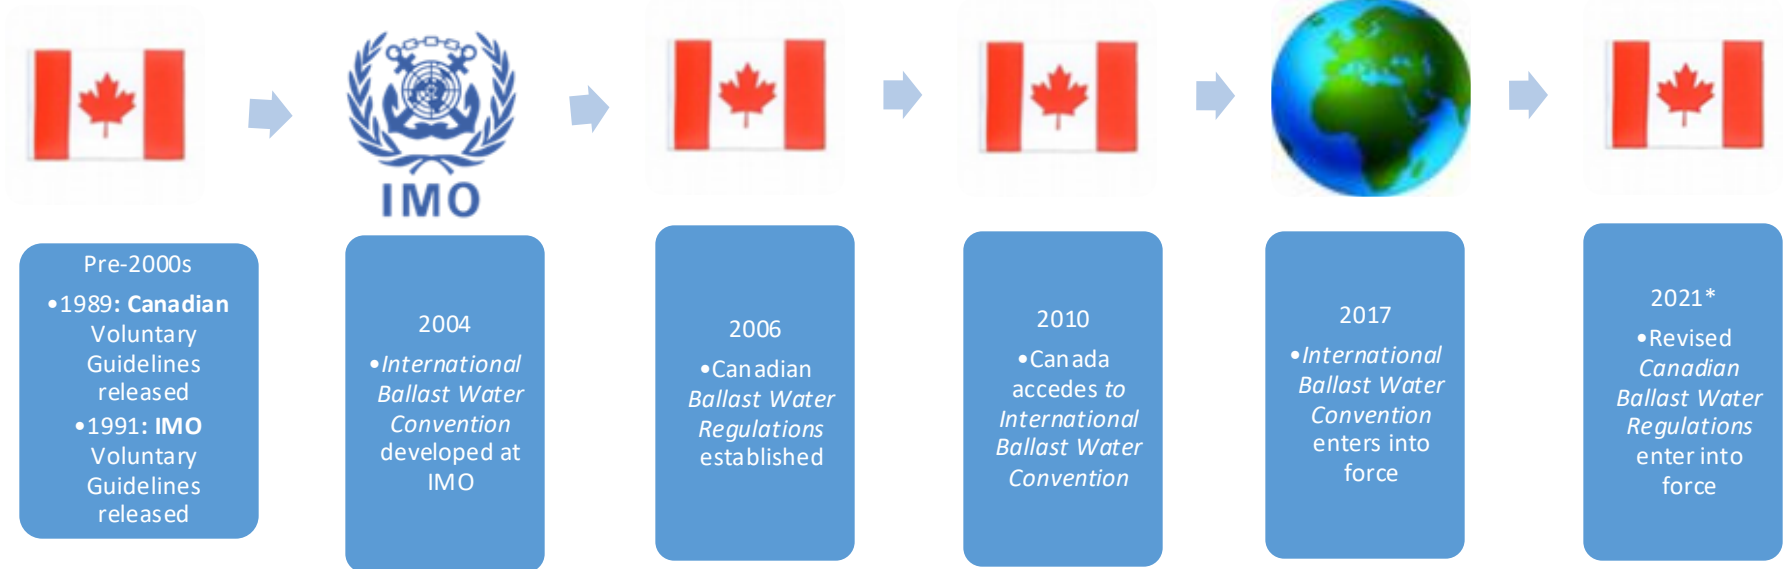 IMO
Pre-2000s
•1989: Canadian
Voluntary
Guidelines
released
•1991: IMO
Voluntary
Guidelines
released
2004
•International
Ballast Water
Convention
developed at
IMO
2006
•Canadian
Ballast Water
Regulations
established
2010
•Canada
accedes to
International
Ballast Water
Convention
2017
•International
Ballast Water
Convention
enters into
force
2021*
•Revised
Canadian
Ballast Water
Regulations
enter into
force